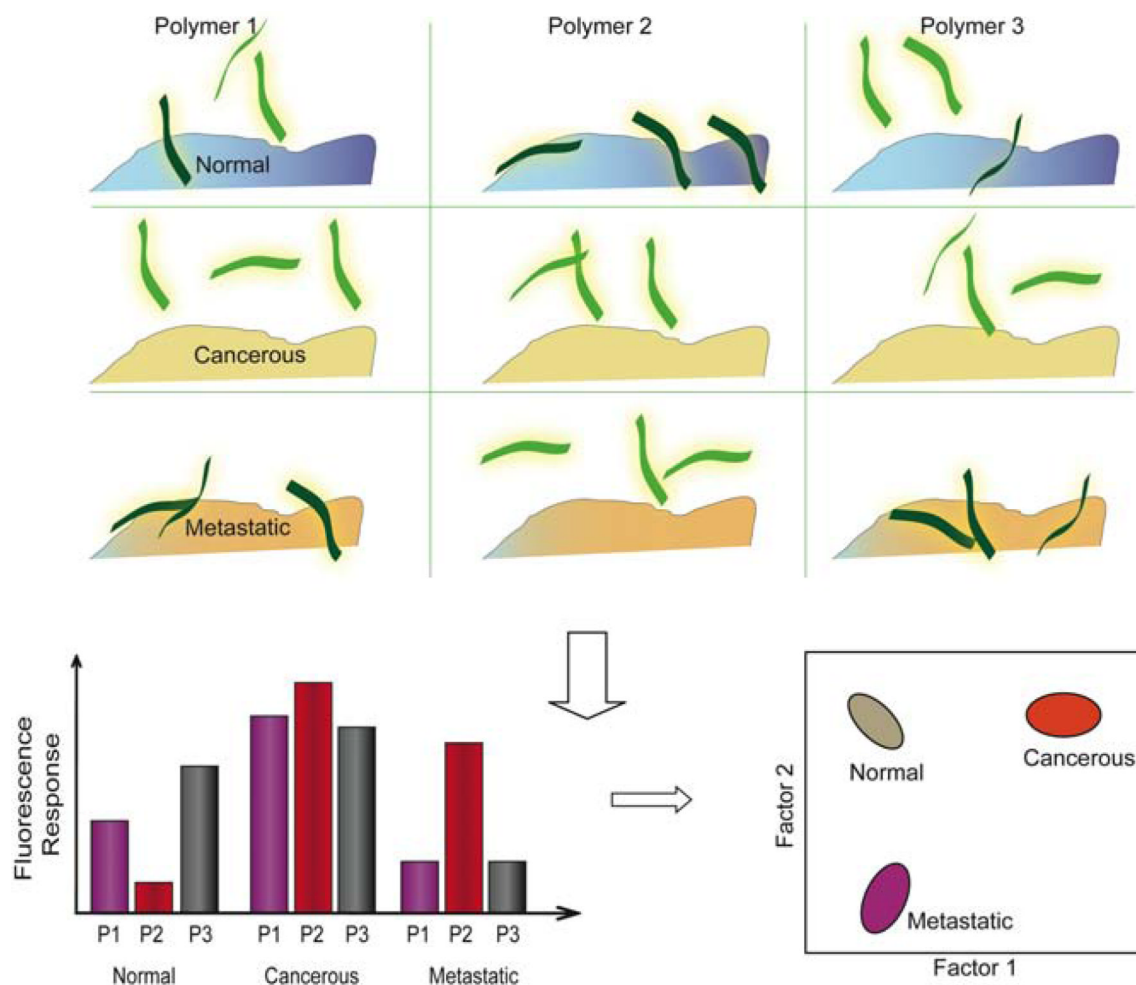 Polymer 1
Polymer 2
Polymer 3
Normal
Cancerous
Metastatic
Fluorescence
Response
P1 P2 P3 P1 P2 P3 P1 P2 P3
Normal Cancerous Metastatic
Factor 2
Normal
Cancerous
Metastatic
Factor 1